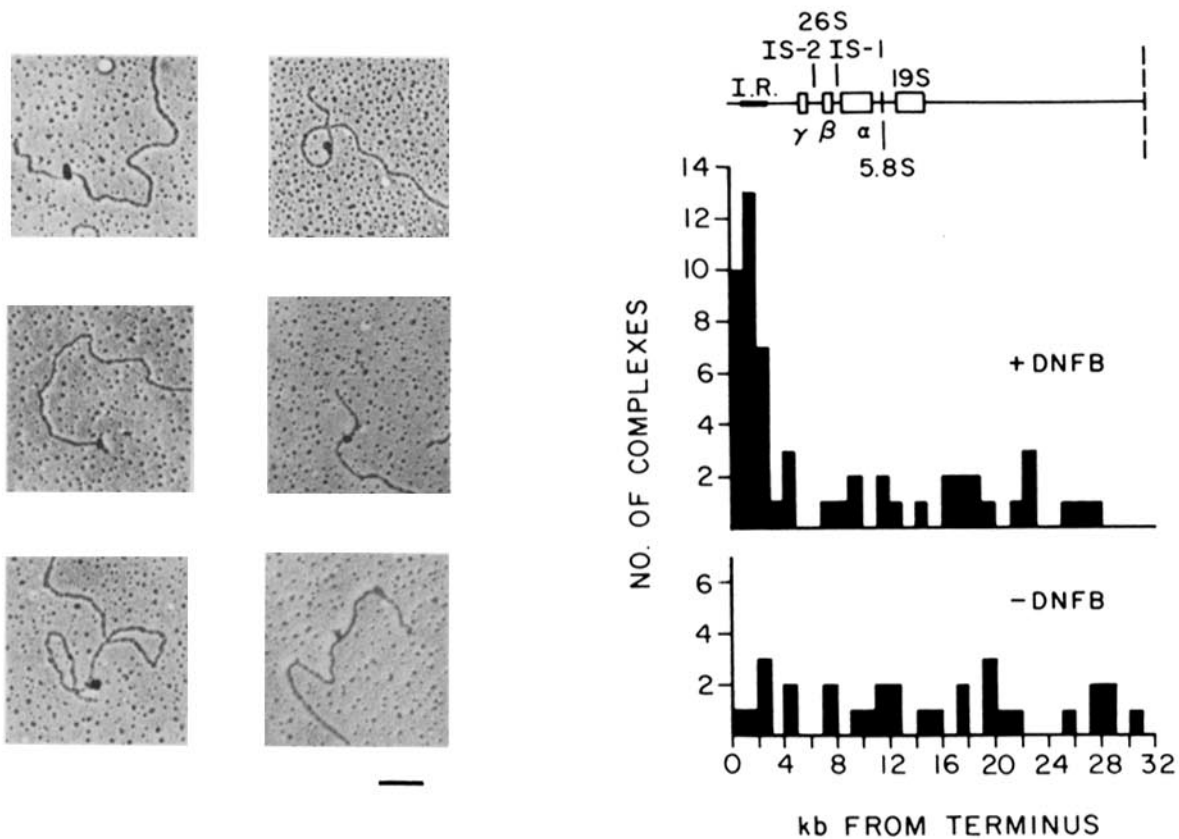 26S
IS-2 IS-1
I.R. 19S
γ β α
5.8S
14
12
10
8
6
4
2
+ DNFB
NO. OF COMPLEXES
6
4
2
- DNFB
0 4 8 12 16 20 24 28 32
kb FROM TERMINUS